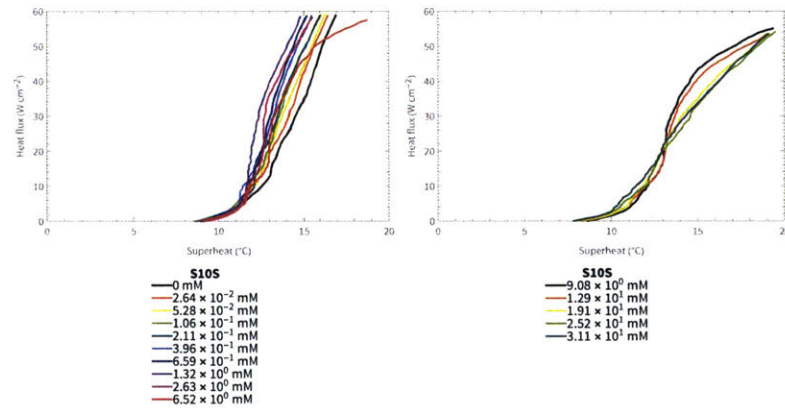 60
50
40
30
20
10
0
Heat flux (W cm⁻²)
0
5
10
15
20
Superheat (°C)
S10S
0 mM
2.64 × 10⁻² mM
5.28 × 10⁻² mM
1.06 × 10⁻¹ mM
2.11 × 10⁻¹ mM
3.96 × 10⁻¹ mM
6.59 × 10⁻¹ mM
1.32 × 10⁰ mM
2.63 × 10⁰ mM
6.52 × 10⁰ mM
60
50
40
30
20
10
0
Heat flux (W cm⁻²)
0
5
10
15
20
Superheat (°C)
S10S
9.08 × 10⁰ mM
1.29 × 10¹ mM
1.91 × 10¹ mM
2.52 × 10¹ mM
3.11 × 10¹ mM